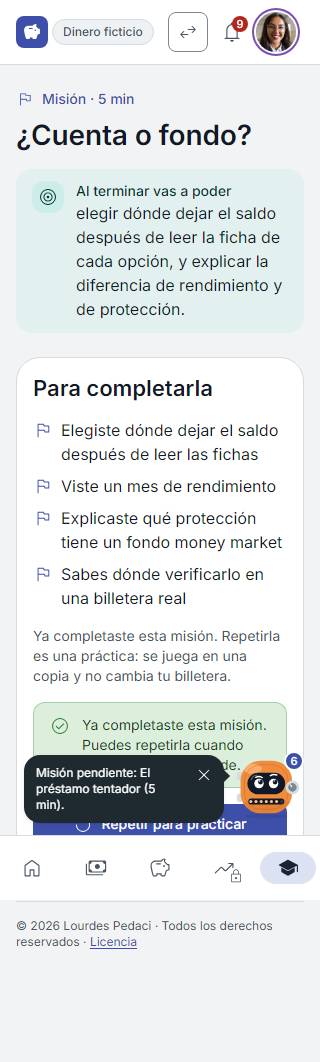 Dinero ficticio
9
Misión · 5 min
¿Cuenta o fondo?
Al terminar vas a poder
elegir dónde dejar el saldo
después de leer la ficha de
cada opción, y explicar la
diferencia de rendimiento y
de protección.
Para completarla
Elegiste dónde dejar el saldo
después de leer las fichas
Viste un mes de rendimiento
Explicaste qué protección
tiene un fondo money market
Sabes dónde verificarlo en
una billetera real
Ya completaste esta misión. Repetirla
es una práctica: se juega en una
copia y no cambia tu billetera.
Ya completaste esta misión.
Puedes repetirla cuando
de.
Misión pendiente: El
préstamo tentador (5
min).
6
Repetir para practicar
© 2026 Lourdes Pedaci · Todos los derechos
reservados · Licencia